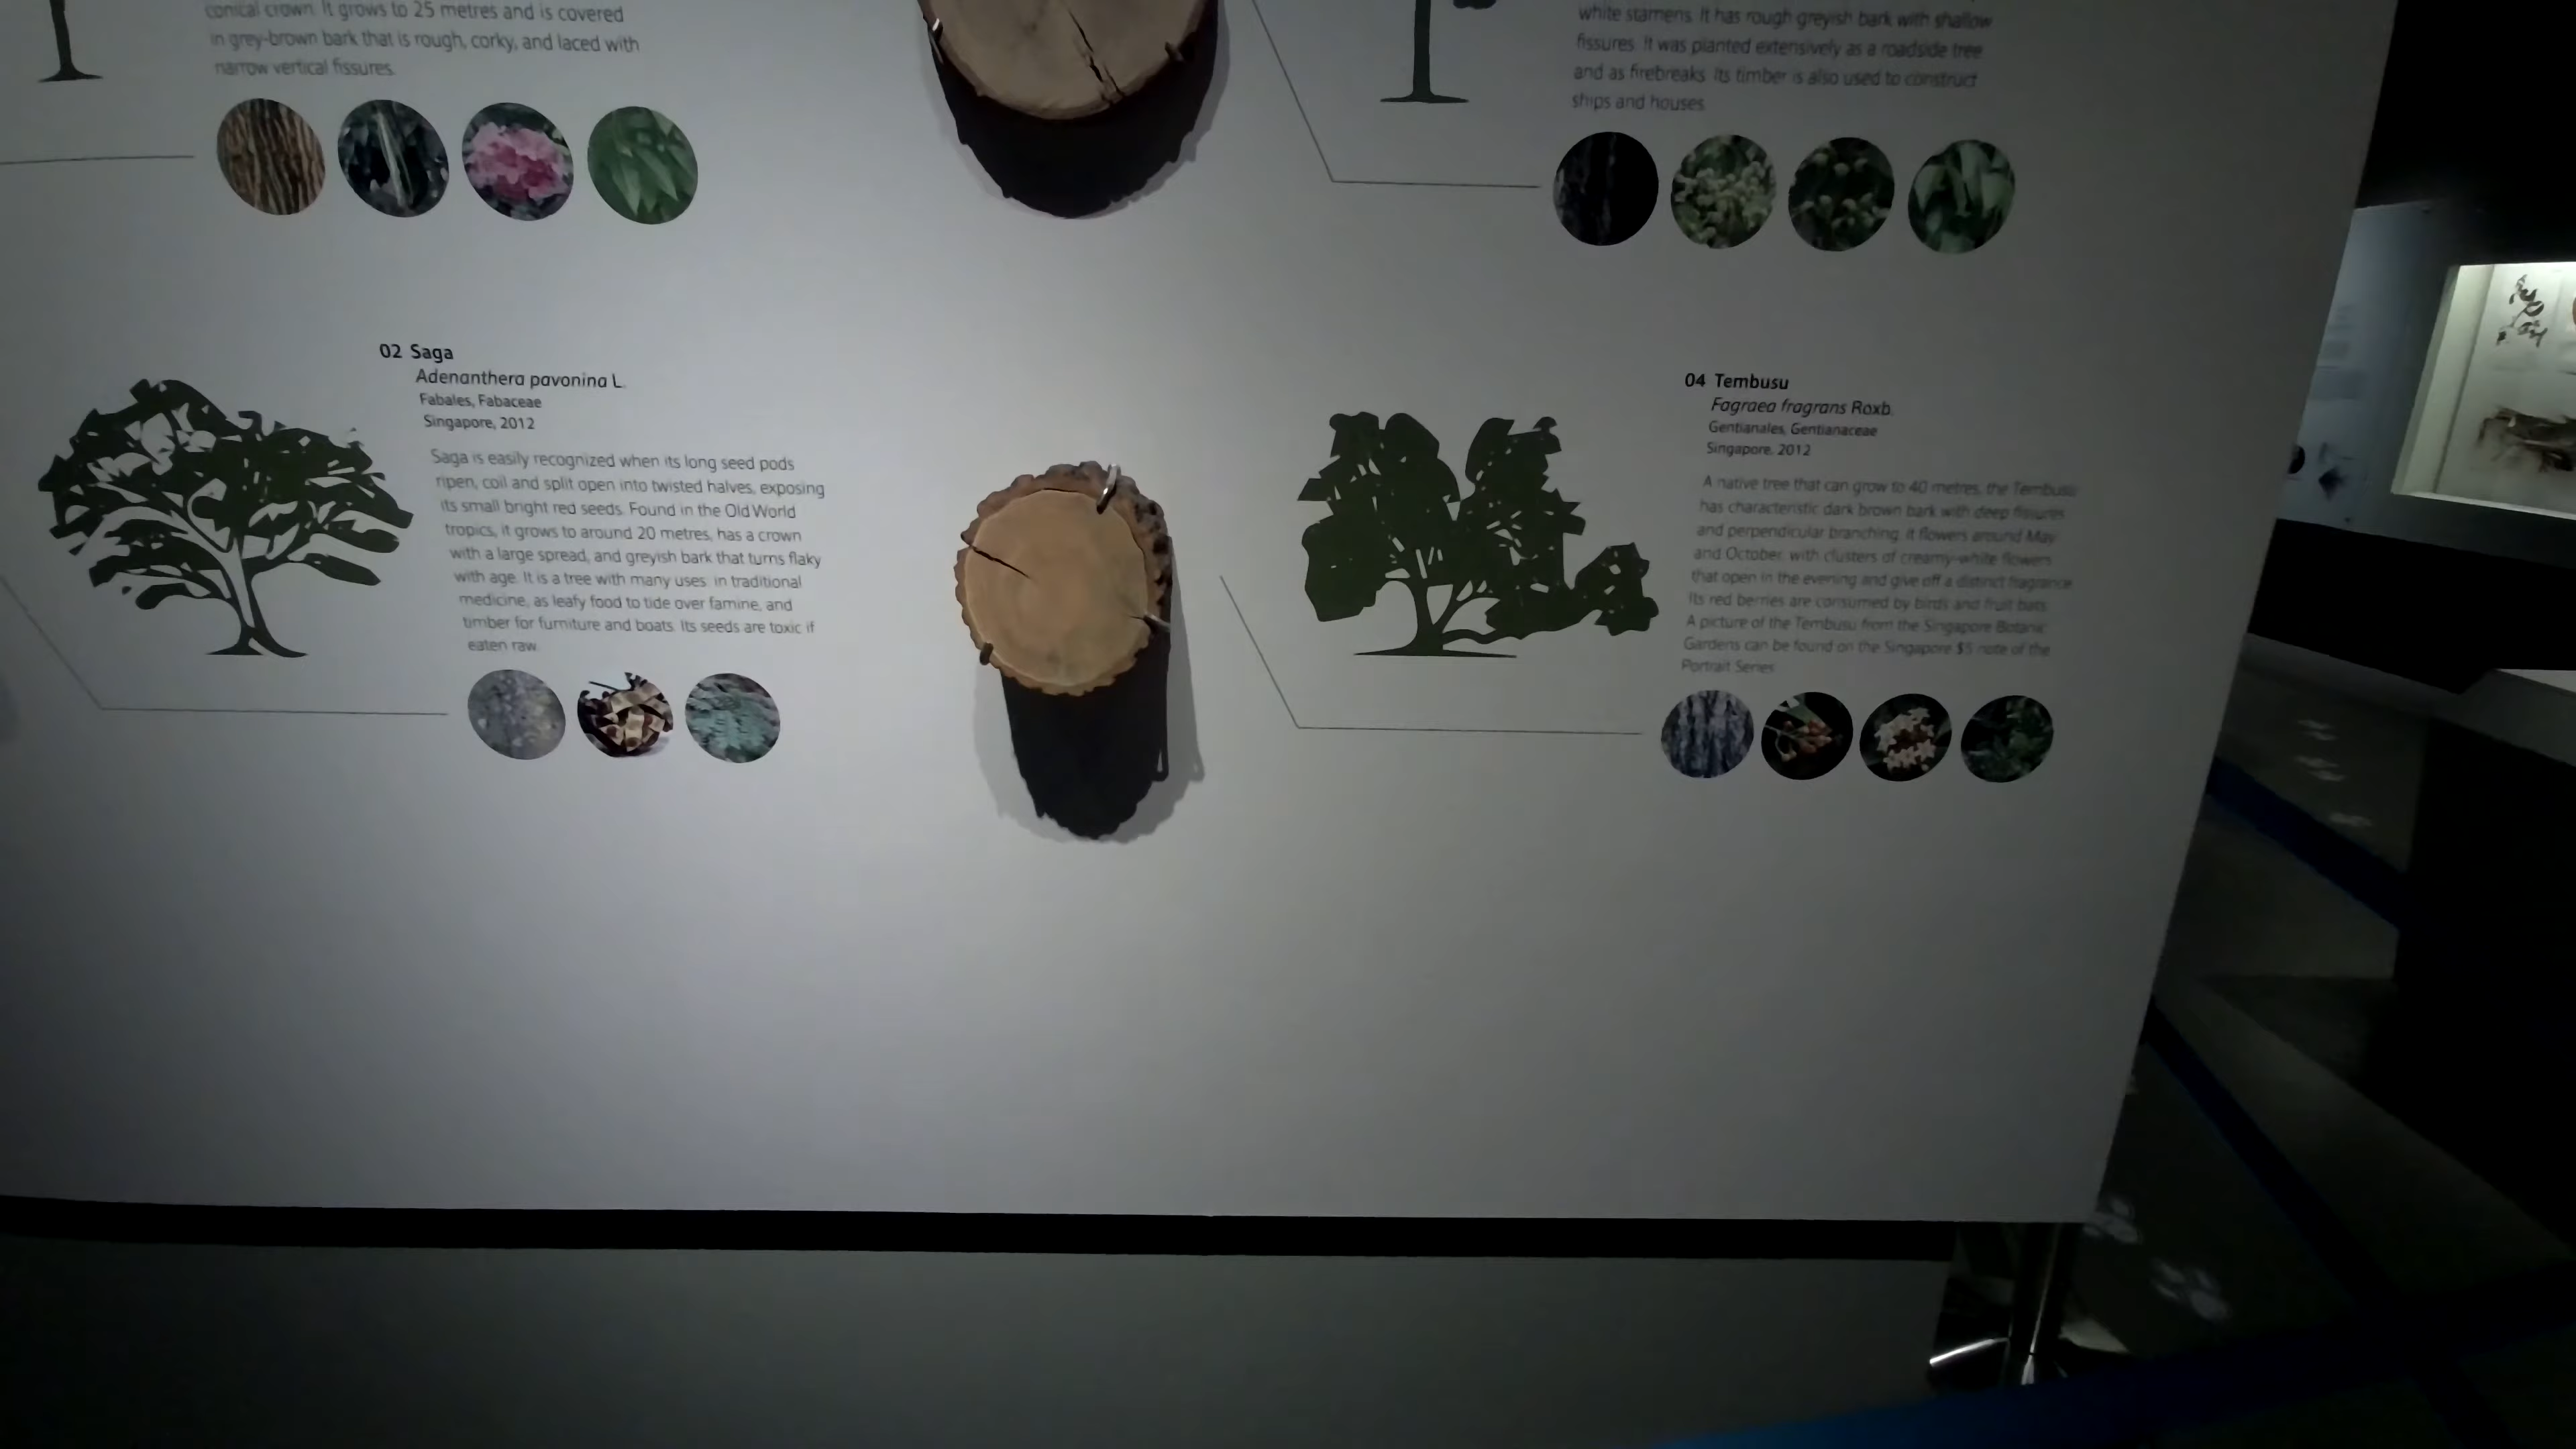 conical crown. It grows to 25 metres and is covered
in grey-brown bark that is rough, corky, and laced with
narrow vertical fissures.
white stamens. It has rough greyish bark with shallow
fissures. It was planted extensively as a roadside tree
and as firebreaks. Its timber is also used to construct
ships and houses.
02 Saga
Adenanthera pavonina L.
Fabales, Fabaceae
Singapore, 2012
Saga is easily recognized when its long seed pods
ripen, coil and split open into twisted halves, exposing
its small bright red seeds. Found in the Old World
tropics, it grows to around 20 metres, has a crown
with a large spread, and greyish bark that turns flaky
with age. It is a tree with many uses: in traditional
medicine, as leafy food to tide over famine, and
timber for furniture and boats. Its seeds are toxic if
eaten raw.
04 Tembusu
Fagraea fragrans Roxb.
Gentianales, Gentianaceae
Singapore, 2012
A native tree that can grow to 40 metres, the Tembusu
has characteristic dark brown bark with deep fissures
and perpendicular branching. It flowers around May
and October, with clusters of creamy-white flowers
that open in the evening and give off a distinct fragrance.
Its red berries are consumed by birds and fruit bats.
A picture of the Tembusu from the Singapore Botanic
Gardens can be found on the Singapore $5 note of the
Portrait Series.